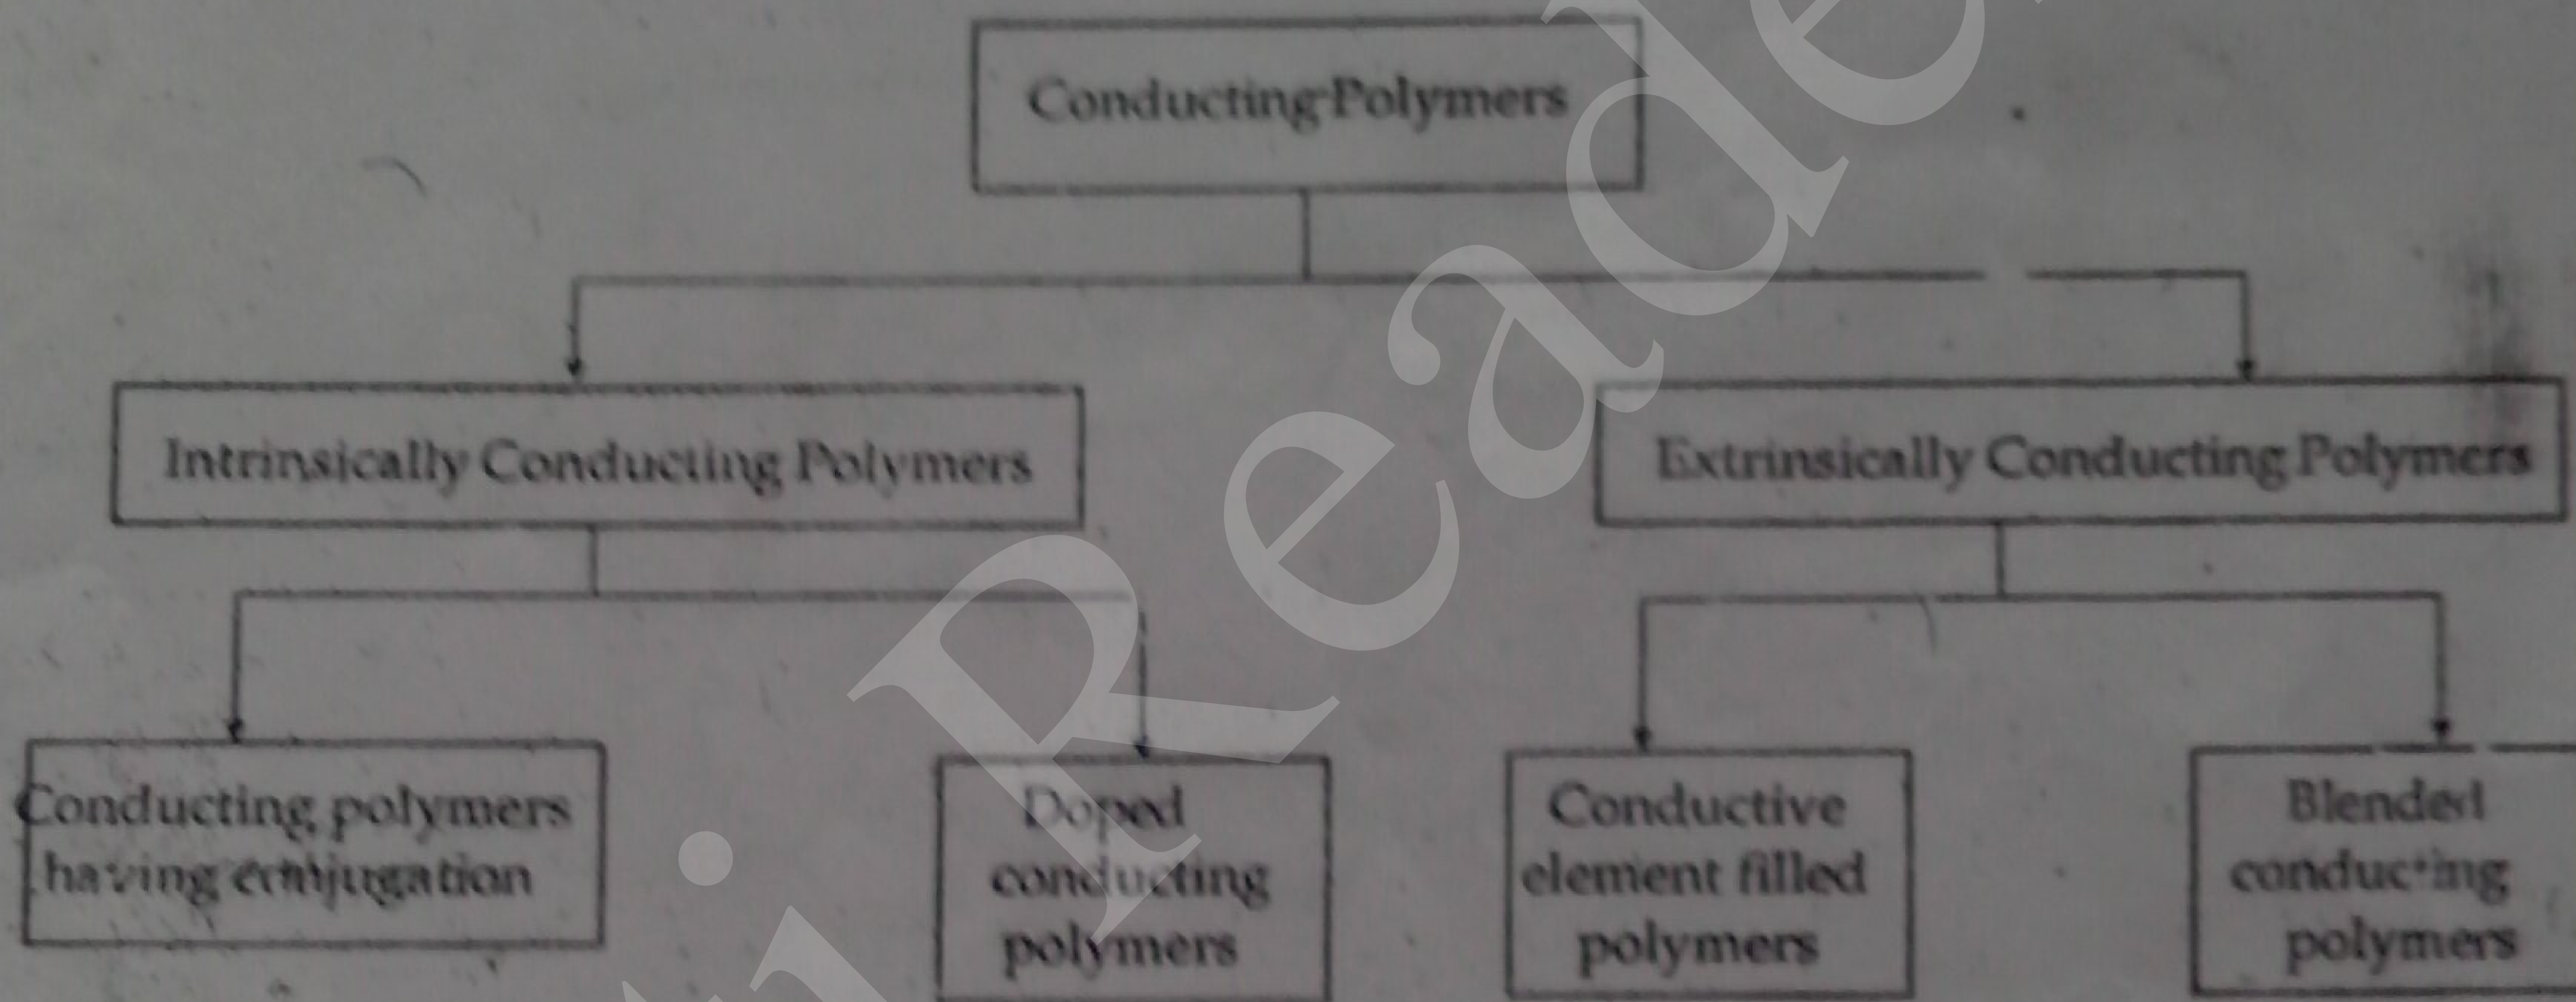 Conducting Polymers
Intrinsically Conducting Polymers
Extrinsically Conducting Polymers
Conducting polymers
having conjugation
Doped
conducting
polymers
Conductive
element filled
polymers
Blended
conducting
polymers
i Reade